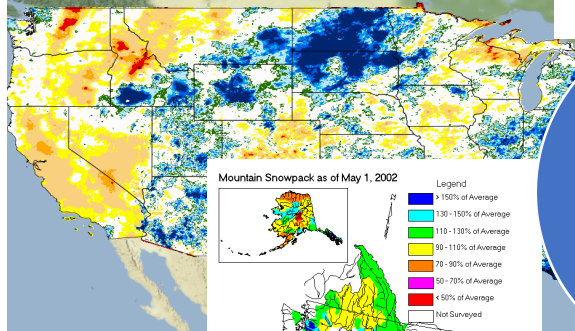 Mountain Snowpack as of May 1, 2002
Legend
> 150% of Average
130 - 150% of Average
110 - 130% of Average
90 - 110% of Average
70 - 90% of Average
50 - 70% of Average
< 50% of Average
Not Surveyed